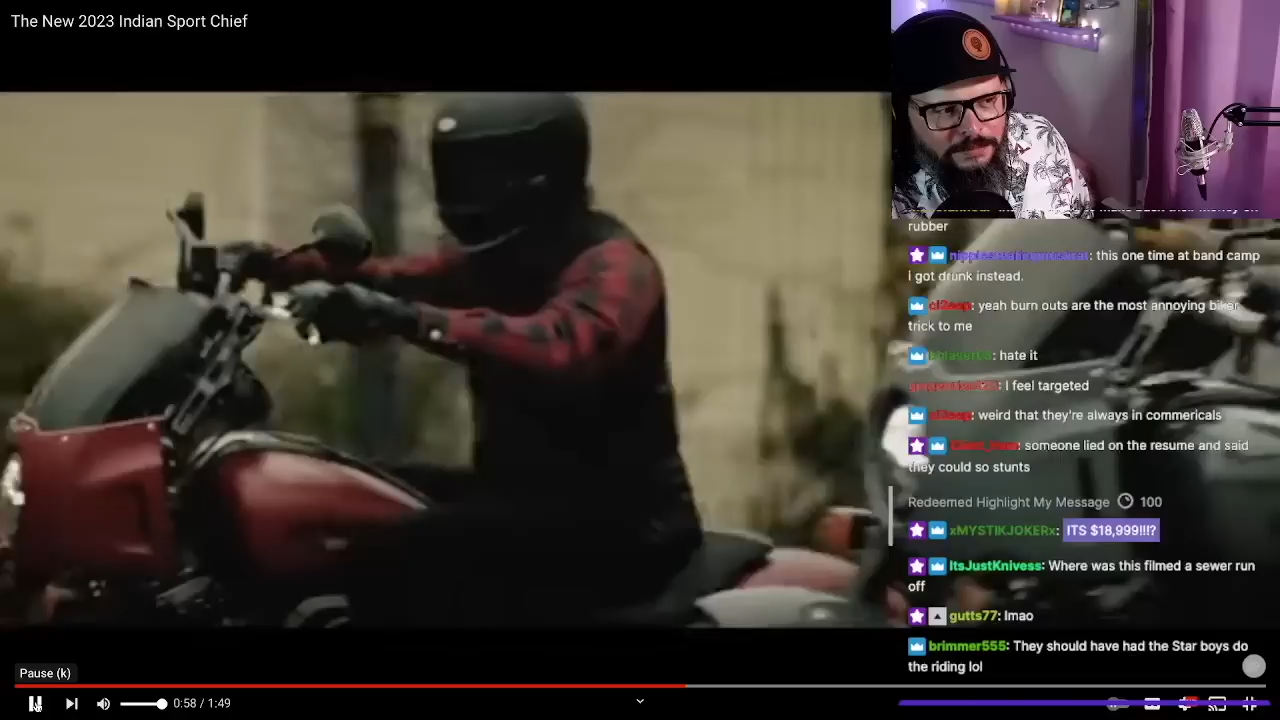 The New 2023 Indian Sport Chief
rubber
: this one time at band camp
i got drunk instead.
: yeah burn outs are the most annoying biker
trick to me
: hate it
: I feel targeted
: weird that they're always in commericals
: someone lied on the resume and said
they could so stunts
Redeemed Highlight My Message 100
xMYSTIKJOKERx: ITS $18,999!!!?
ItsJustKnivess: Where was this filmed a sewer run
off
gutts77: lmao
brimmer555: They should have had the Star boys do
the riding lol
Pause (k)
0:58 / 1:49